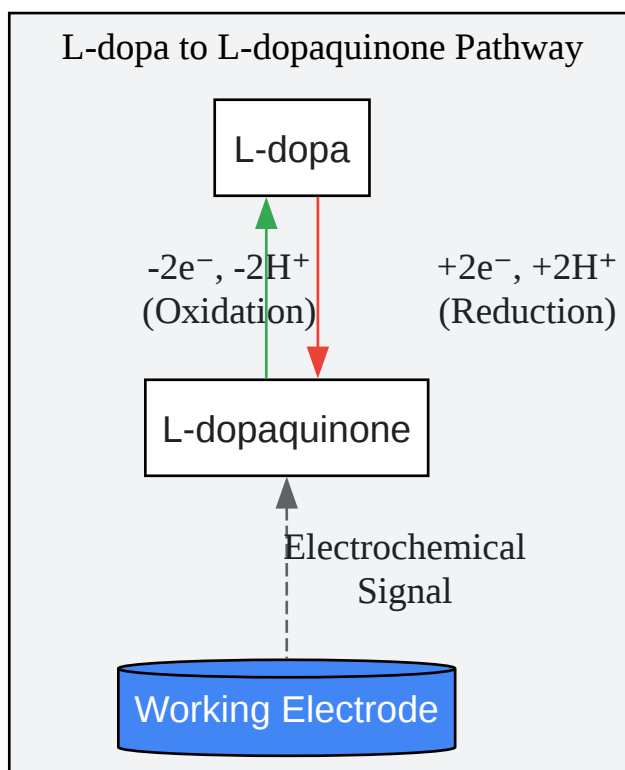 L-dopa to L-dopaquinone Pathway
L-dopa
-2e⁻, -2H⁺
(Oxidation)
+2e⁻, +2H⁺
(Reduction)
L-dopaquinone
Electrochemical
Signal
Working Electrode